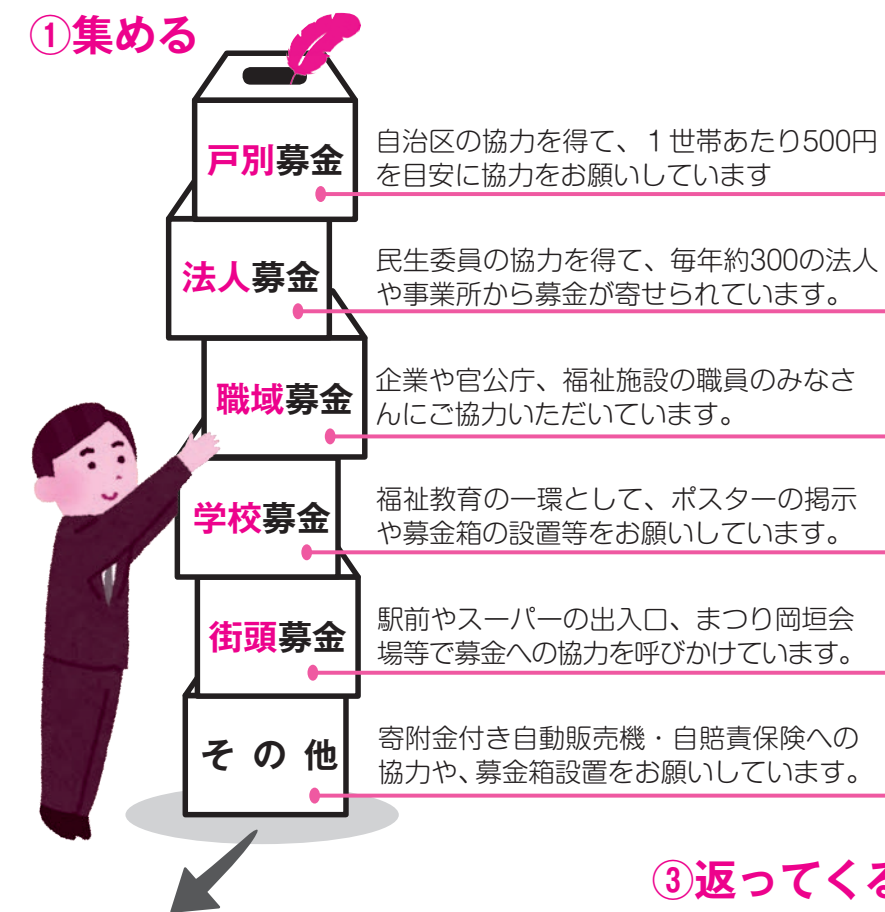 ①集める
戸別募金
自治区の協力を得て、1世帯あたり500円
を目安に協力をお願いしています
法人募金
民生委員の協力を得て、毎年約300の法人
や事業所から募金が寄せられています。
職域募金
企業や官公庁、福祉施設の職員のみなさ
んにご協力いただいています。
学校募金
福祉教育の一環として、ポスターの掲示
や募金箱の設置等をお願いしています。
街頭募金
駅前やスーパーの出入口、まつり岡垣会
場等で募金への協力を呼びかけています。
その他
寄附金付き自動販売機・自賠責保険への
協力や、募金箱設置をお願いしています。
③返ってくる